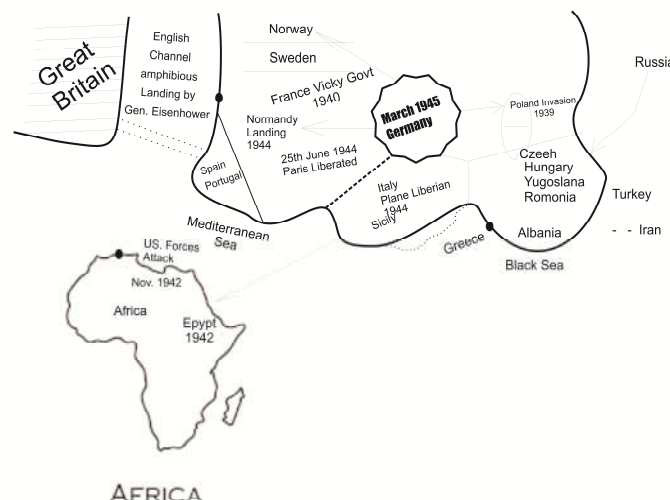 Great
Britain
English
Channel
amphibious
Landing by
Gen. Eisenhower
Norway
Sweden
France Vicky Govt
1940
Normandy
Landing
1944
25th June 1944
Paris Liberated
March 1945
Germany
Poland Invasion
1939
Russia
Spain
Portugal
Italy
Plane Liberian
1944
Sicily
Czeeh
Hungary
Yugoslana
Romonia
Albania
Turkey
- - Iran
Mediterranean
Sea
Greece
Black Sea
US. Forces
Attack
Nov. 1942
Africa
Epypt
1942
AFRICA